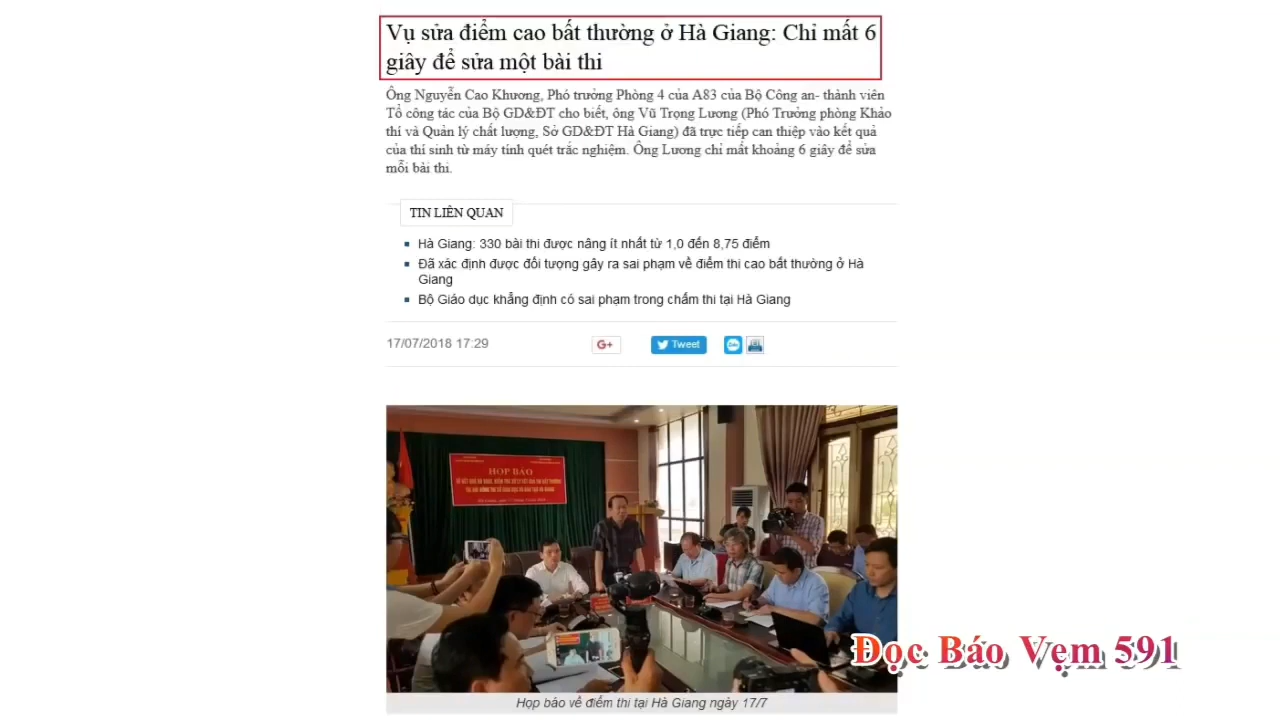 Vụ sửa điểm cao bất thường ở Hà Giang: Chỉ mất 6
giây để sửa một bài thi
Ông Nguyễn Cao Khương, Phó trưởng Phòng 4 của A83 của Bộ Công an- thành viên
Tổ công tác của Bộ GD&ĐT cho biết, ông Vũ Trọng Lương (Phó Trưởng phòng Khảo
thí và Quản lý chất lượng, Sở GD&ĐT Hà Giang) đã trực tiếp can thiệp vào kết quả
của thí sinh từ máy tính quét trắc nghiệm. Ông Lương chỉ mất khoảng 6 giây để sửa
mỗi bài thi.
TIN LIÊN QUAN
Hà Giang: 330 bài thi được nâng ít nhất từ 1,0 đến 8,75 điểm
Đã xác định được đối tượng gây ra sai phạm về điểm thi cao bất thường ở Hà
Giang
Bộ Giáo dục khẳng định có sai phạm trong chấm thi tại Hà Giang
17/07/2018 17:29
G+
Tweet
Zalo
HỌP BÁO
Đọc Báo Vẹm 591
Họp báo về điểm thi tại Hà Giang ngày 17/7